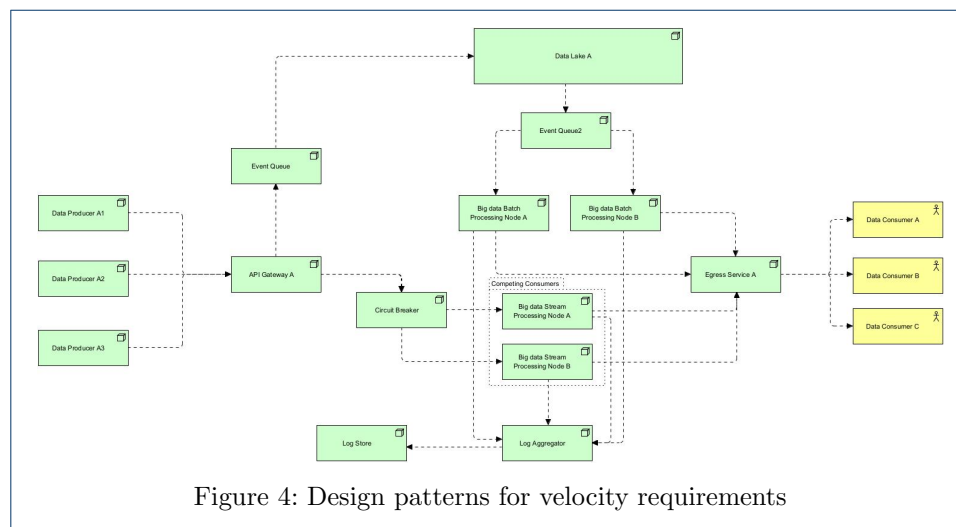 Data Lake A
Event Queue2
Event Queue
Data Producer A1
Big data Batch
Processing Node A
Big data Batch
Processing Node B
Data Consumer A
Data Producer A2
API Gateway A
Egress Service A
Data Consumer B
Competing Consumers
Circuit Breaker
Big data Stream
Processing Node A
Data Consumer C
Data Producer A3
Big data Stream
Processing Node B
Log Store
Log Aggregator
Figure 4: Design patterns for velocity requirements